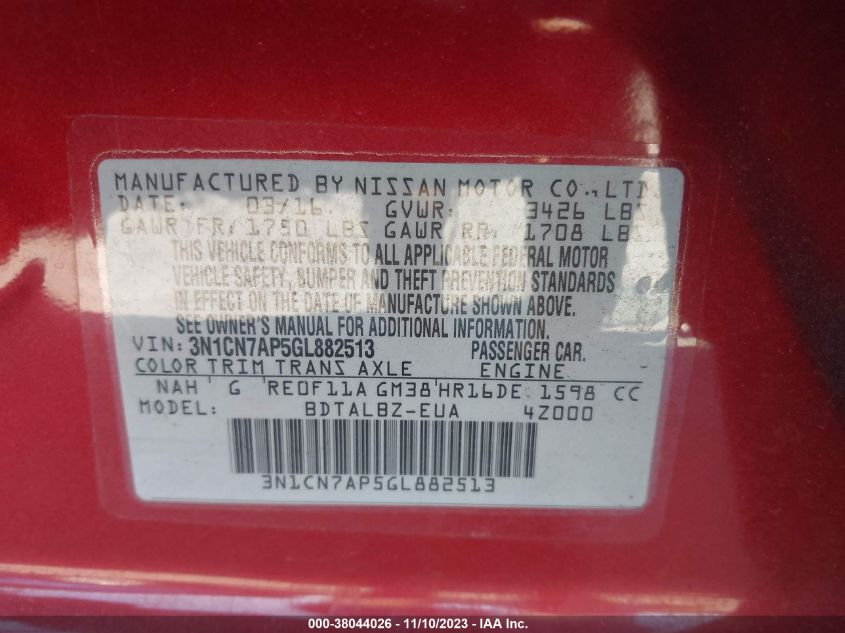 MANUFACTURED BY NISSAN MOTOR CO., LTD
DATE: 03/16 GVWR: 3426 LBS
GAWR FR: 1750 LBS GAWR RR: 1708 LBS
THIS VEHICLE CONFORMS TO ALL APPLICABLE FEDERAL MOTOR
VEHICLE SAFETY, BUMPER AND THEFT PREVENTION STANDARDS
IN EFFECT ON THE DATE OF MANUFACTURE SHOWN ABOVE.
SEE OWNER'S MANUAL FOR ADDITIONAL INFORMATION
VIN: 3N1CN7AP5GL882513 PASSENGER CAR.
COLOR TRIM TRANS AXLE ENGINE
NAH G RE0F11A GM38 HR16DE 1598 CC
MODEL: BDTALBZ-EUA 4Z000
3N1CN7AP5GL882513
000-38044026 - 11/10/2023 - IAA Inc.